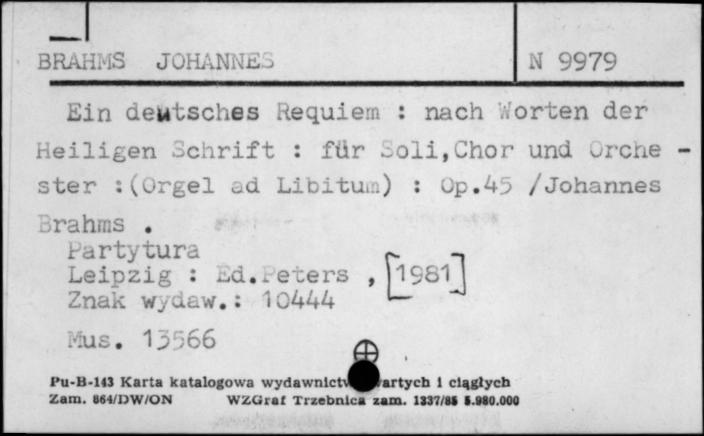 BRAHMS JOHANNES N 9979
Ein deutsches Requiem : nach Worten der
Heiligen Schrift : für Soli,Chor und Orche -
ster :(Orgel ad Libitum) : Op.45 /Johannes
Brahms .
Partytura
Leipzig : Ed.Peters , [1981]
Znak wydaw.: 10444
Mus. 13566
Pu-B-143 Karta katalogowa i ciągłych
Zam. 864/DW/ON WZGraf Trzebnica zam. 1337/85 5.980.000